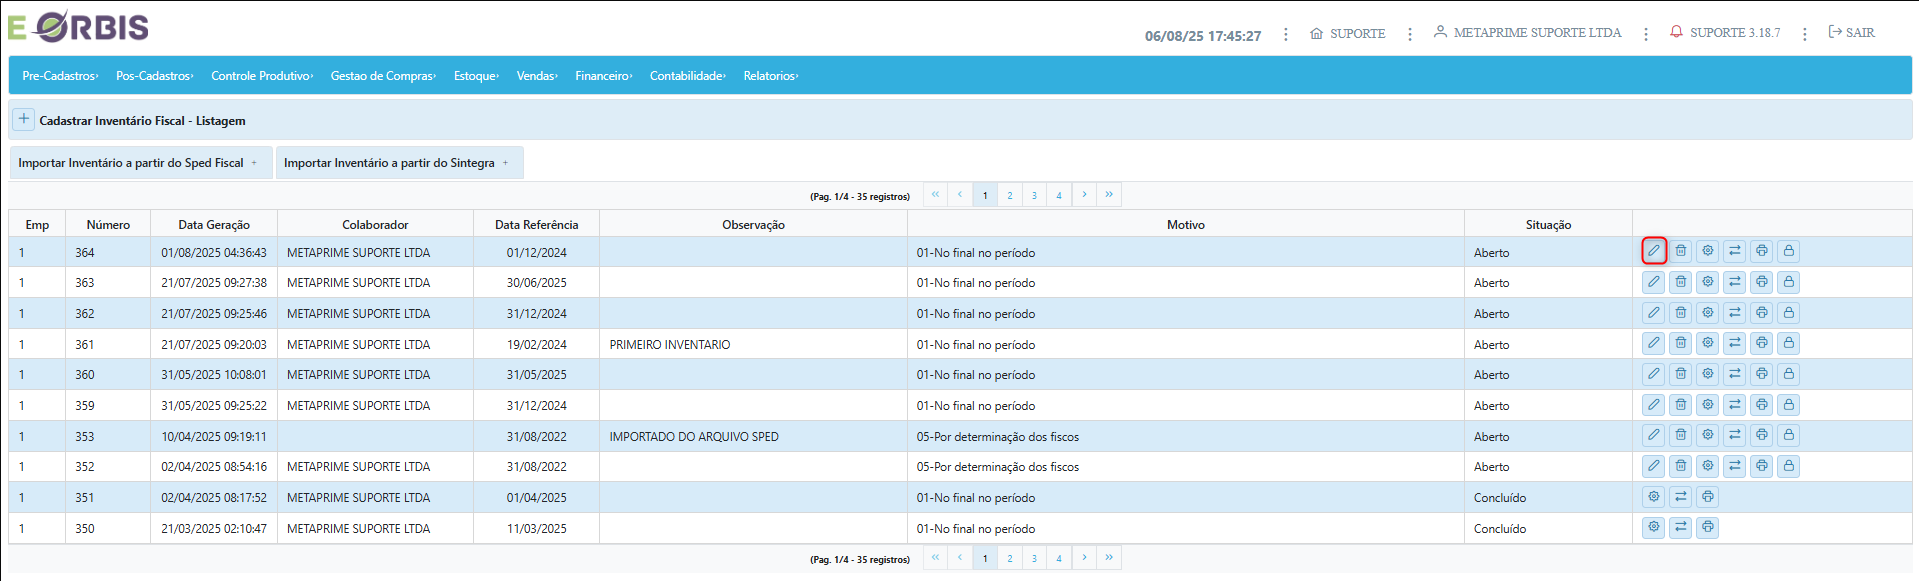 E ORBIS
06/08/25 17:45:27 SUPORTE METAPRIME SUPORTE LTDA SUPORTE 3.18.7 SAIR
Pre-Cadastros Pos-Cadastros Controle Produtivo Gestao de Compras Estoque Vendas Financeiro Contabilidade Relatorios
+ Cadastrar Inventário Fiscal - Listagem
Importar Inventário a partir do Sped Fiscal + Importar Inventário a partir do Sintegra +
(Pag. 1/4 - 35 registros) « ‹ 1 2 3 4 › »
Emp Número Data Geração Colaborador Data Referência Observação Motivo Situação
1 364 01/08/2025 04:36:43 METAPRIME SUPORTE LTDA 01/12/2024 01-No final no período Aberto
1 363 21/07/2025 09:27:38 METAPRIME SUPORTE LTDA 30/06/2025 01-No final no período Aberto
1 362 21/07/2025 09:25:46 METAPRIME SUPORTE LTDA 31/12/2024 01-No final no período Aberto
1 361 21/07/2025 09:20:03 METAPRIME SUPORTE LTDA 19/02/2024 PRIMEIRO INVENTARIO 01-No final no período Aberto
1 360 31/05/2025 10:08:01 METAPRIME SUPORTE LTDA 31/05/2025 01-No final no período Aberto
1 359 31/05/2025 09:25:22 METAPRIME SUPORTE LTDA 31/12/2024 01-No final no período Aberto
1 353 10/04/2025 09:19:11 31/08/2022 IMPORTADO DO ARQUIVO SPED 05-Por determinação dos fiscos Aberto
1 352 02/04/2025 08:54:16 METAPRIME SUPORTE LTDA 31/08/2022 05-Por determinação dos fiscos Aberto
1 351 02/04/2025 08:17:52 METAPRIME SUPORTE LTDA 01/04/2025 01-No final no período Concluído
1 350 21/03/2025 02:10:47 METAPRIME SUPORTE LTDA 11/03/2025 01-No final no período Concluído
(Pag. 1/4 - 35 registros) « ‹ 1 2 3 4 › »